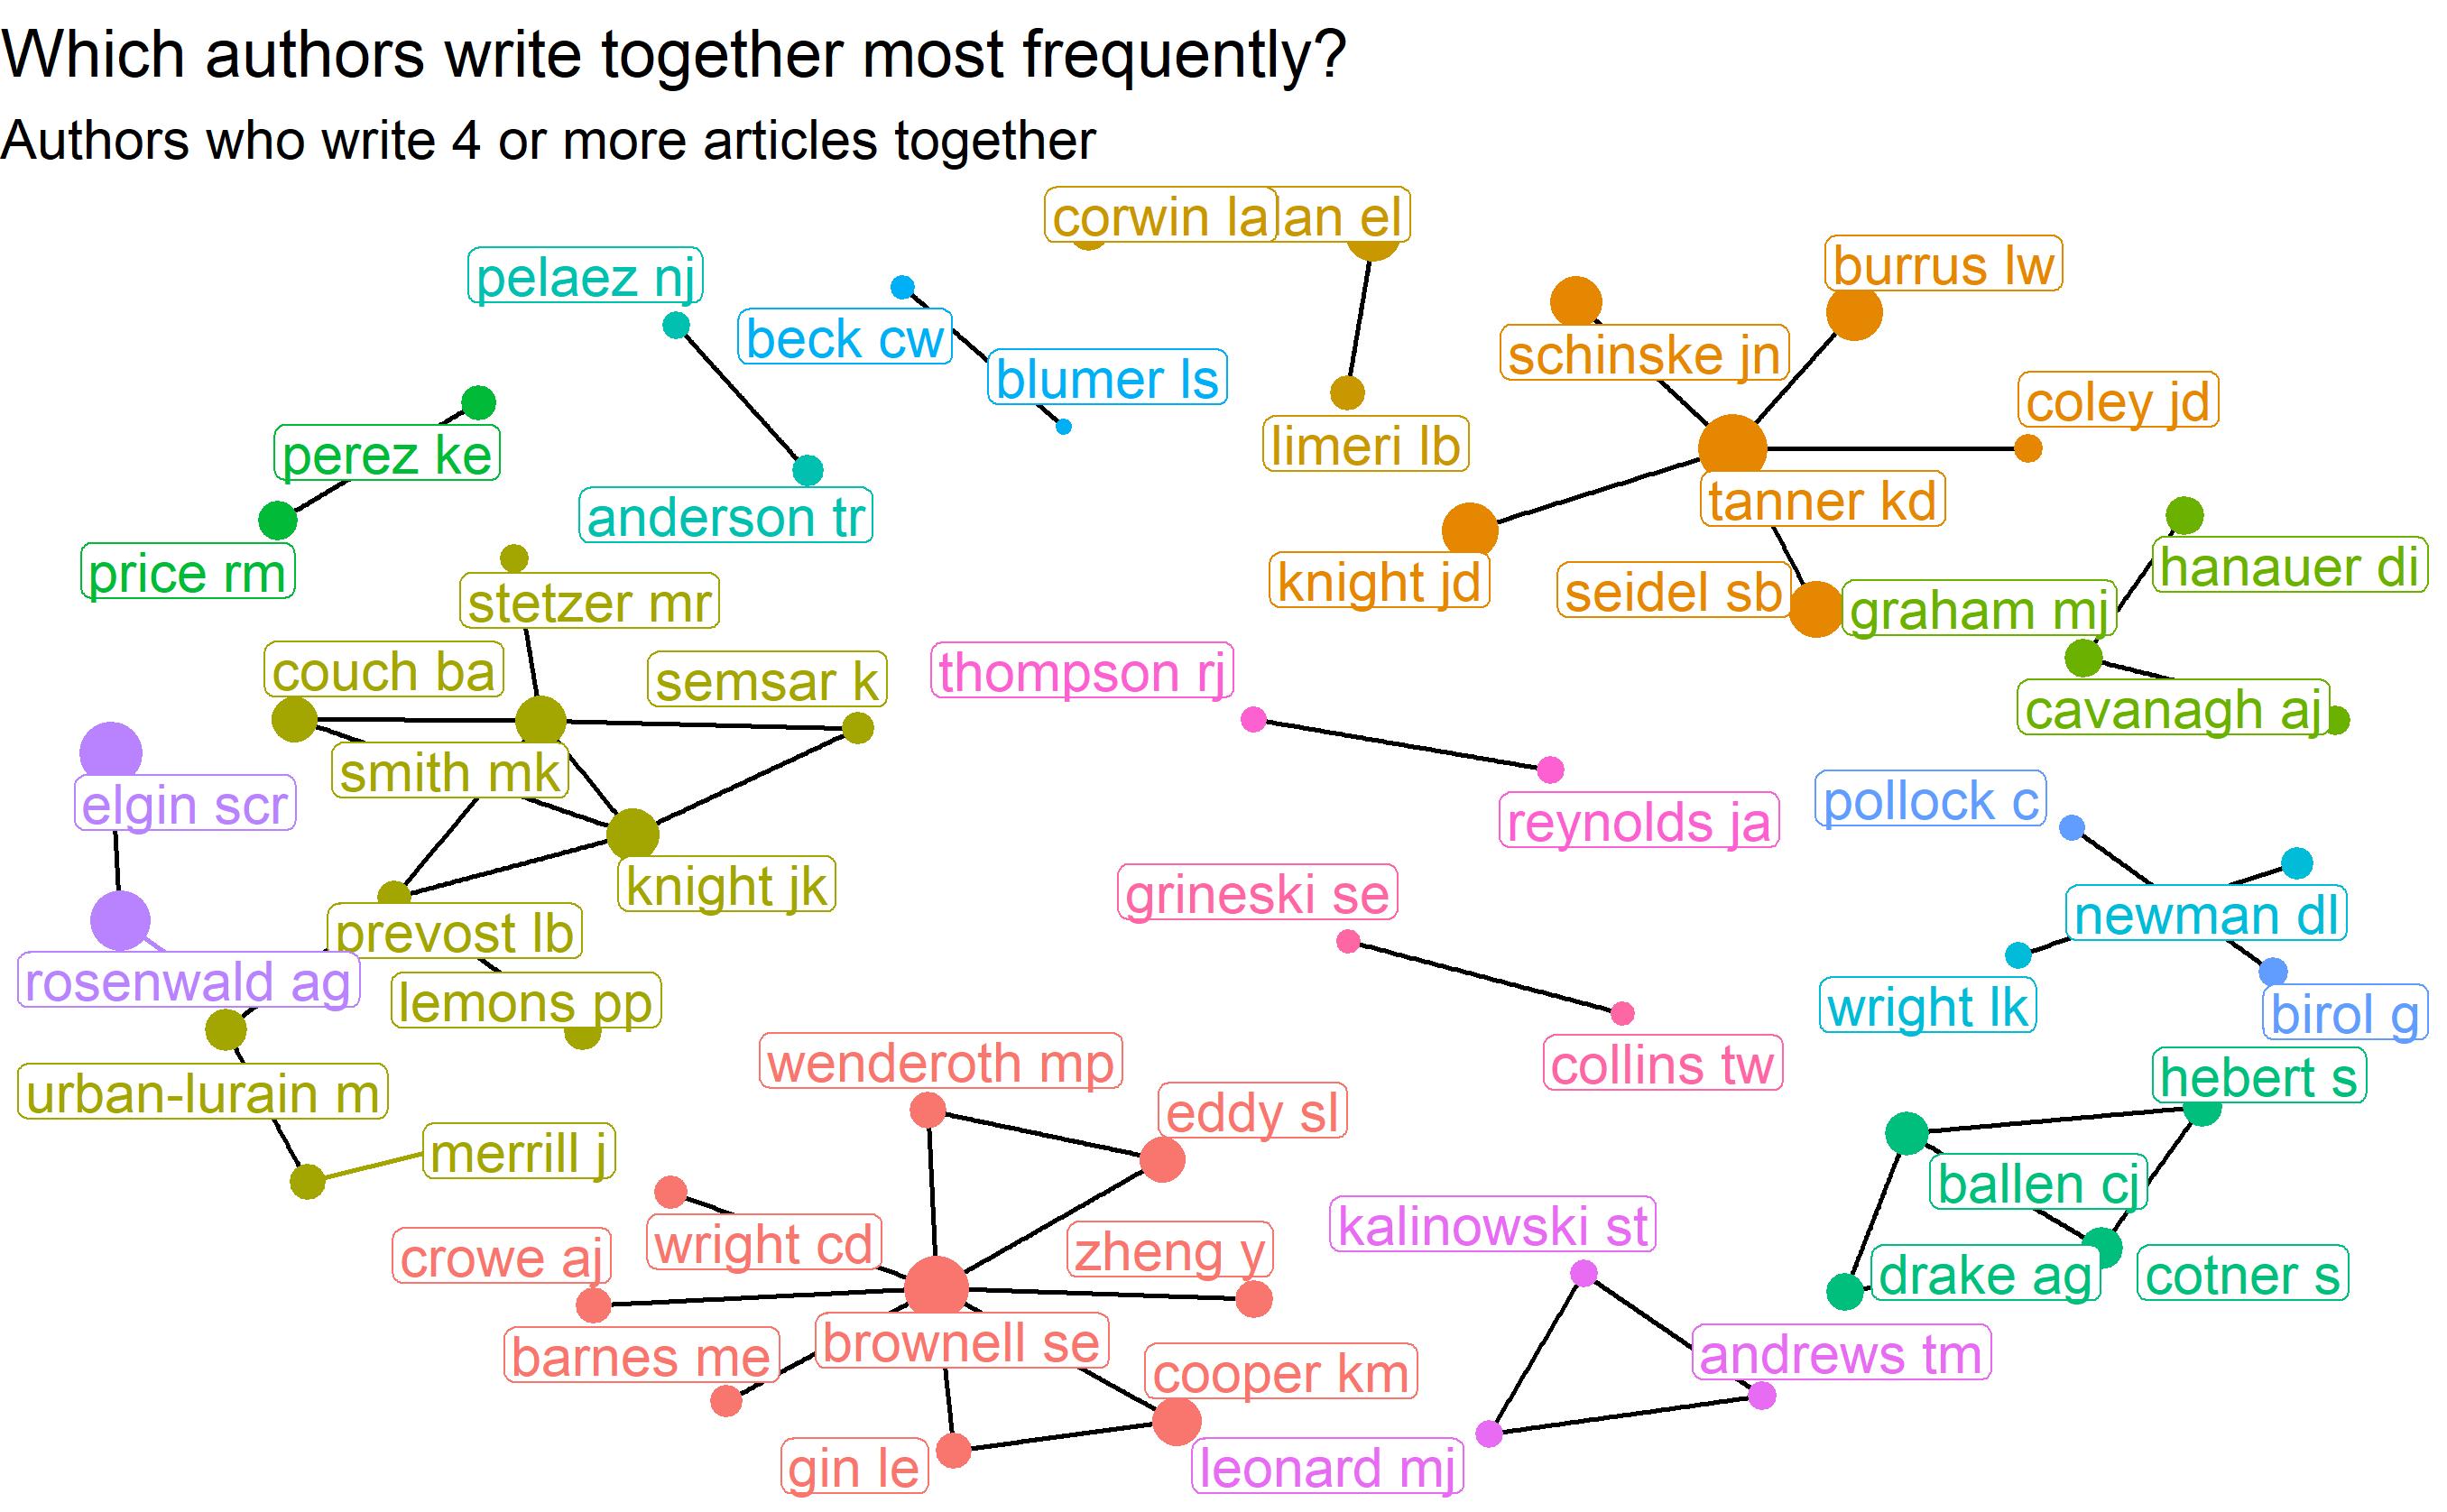 Which authors write together most frequently?
Authors who write 4 or more articles together
corwin la
an el
burrus lw
pelaez nj
beck cw
schinske jn
blumer ls
coley jd
perez ke
limeri lb
tanner kd
anderson tr
price rm
hanauer di
knight jd
seidel sb
graham mj
stetzer mr
couch ba
semsar k
thompson rj
cavanagh aj
smith mk
elgin scr
pollock c
reynolds ja
knight jk
grineski se
newman dl
prevost lb
rosenwald ag
lemons pp
wright lk
birol g
wenderoth mp
collins tw
hebert s
urban-lurain m
eddy sl
merrill j
ballen cj
kalinowski st
wright cd
zheng y
crowe aj
drake ag
cotner s
brownell se
barnes me
andrews tm
cooper km
gin le
leonard mj